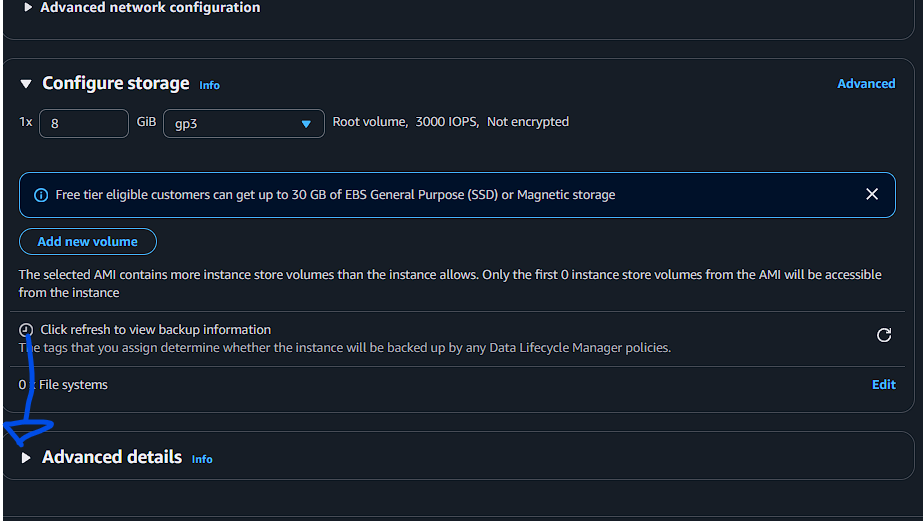 Advanced network configuration
Configure storage Info
Advanced
1x 8 GiB gp3 Root volume, 3000 IOPS, Not encrypted
Free tier eligible customers can get up to 30 GB of EBS General Purpose (SSD) or Magnetic storage
Add new volume
The selected AMI contains more instance store volumes than the instance allows. Only the first 0 instance store volumes from the AMI will be accessible
from the instance
Click refresh to view backup information
The tags that you assign determine whether the instance will be backed up by any Data Lifecycle Manager policies.
0 x File systems
Edit
Advanced details Info